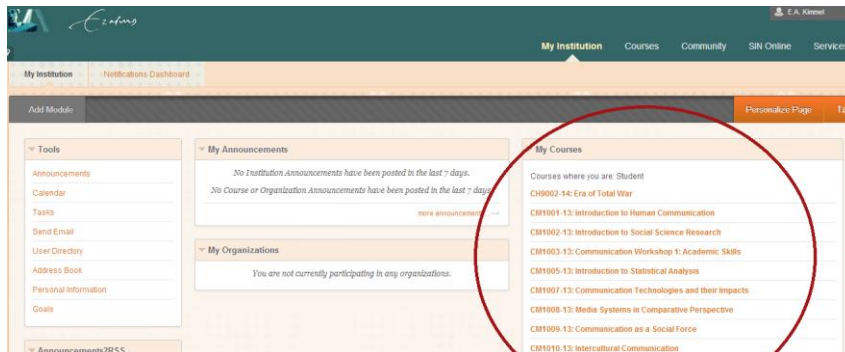 Erasmus
E.A. Kimmel
My Institution Courses Community SIN Online Services
My Institution Notifications Dashboard
Add Module
Personalize Page
Tools
Announcements
Calendar
Tasks
Send Email
User Directory
Address Book
Personal Information
Goals
Announcements2RSS
My Announcements
No Institution Announcements have been posted in the last 7 days.
No Course or Organization Announcements have been posted in the last 7 days.
more announcements
My Organizations
You are not currently participating in any organizations.
My Courses
Courses where you are: Student
CH9002-14: Era of Total War
CM1001-13: Introduction to Human Communication
CM1002-13: Introduction to Social Science Research
CM1003-13: Communication Workshop 1: Academic Skills
CM1005-13: Introduction to Statistical Analysis
CM1007-13: Communication Technologies and their Impacts
CM1008-13: Media Systems in Comparative Perspective
CM1009-13: Communication as a Social Force
CM1010-13: Intercultural Communication